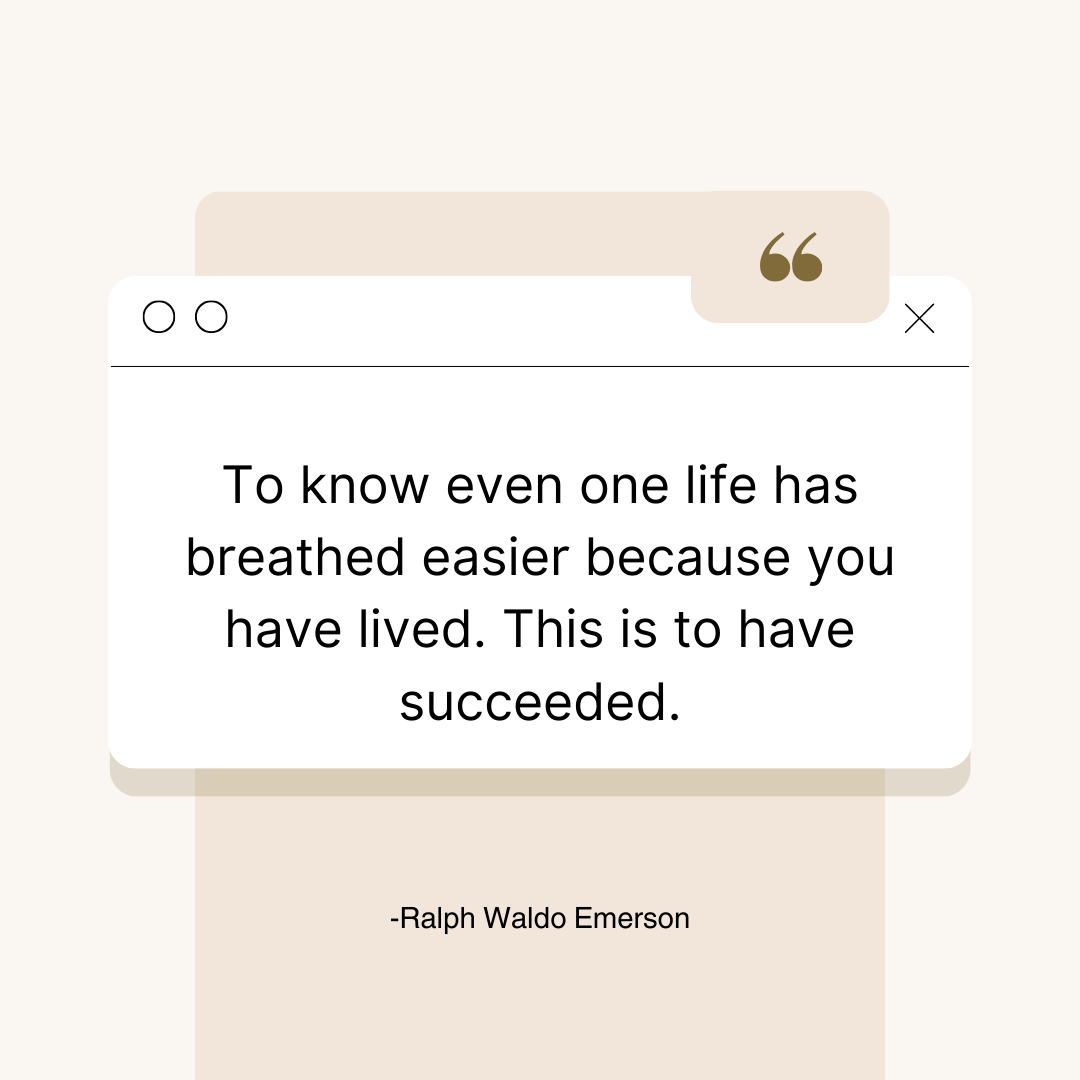 “
To know even one life has
breathed easier because you
have lived. This is to have
succeeded.
-Ralph Waldo Emerson